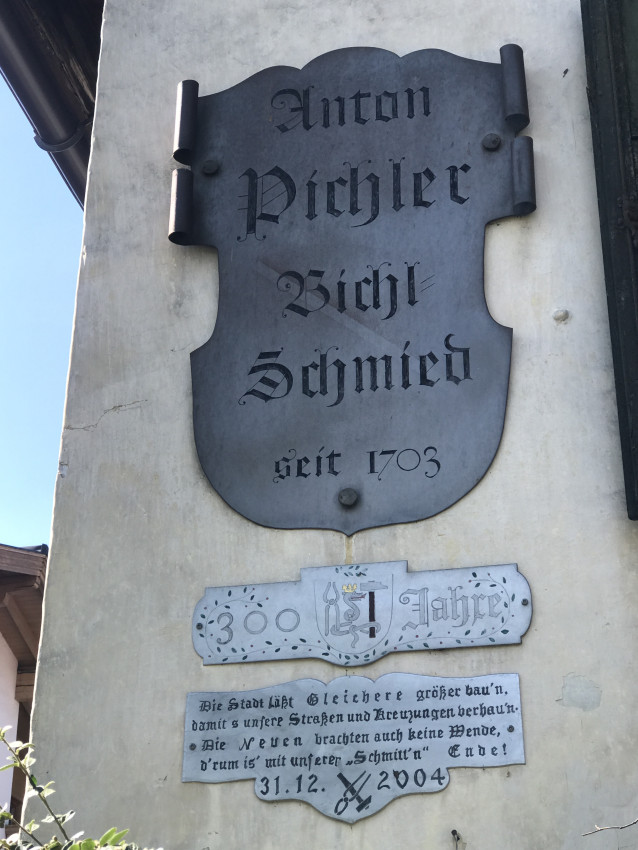 Anton
Pichler
Bichl-
Schmied
seit 1703
300 Jahre
Die Stadt läßt Gleichere größer bau'n,
damit s unsere Straßen und Kreuzungen verhau'n.
Die Neuen brachten auch keine Wende,
d'rum is' mit unserer „Schmitt'n" Ende!
31.12. 2004